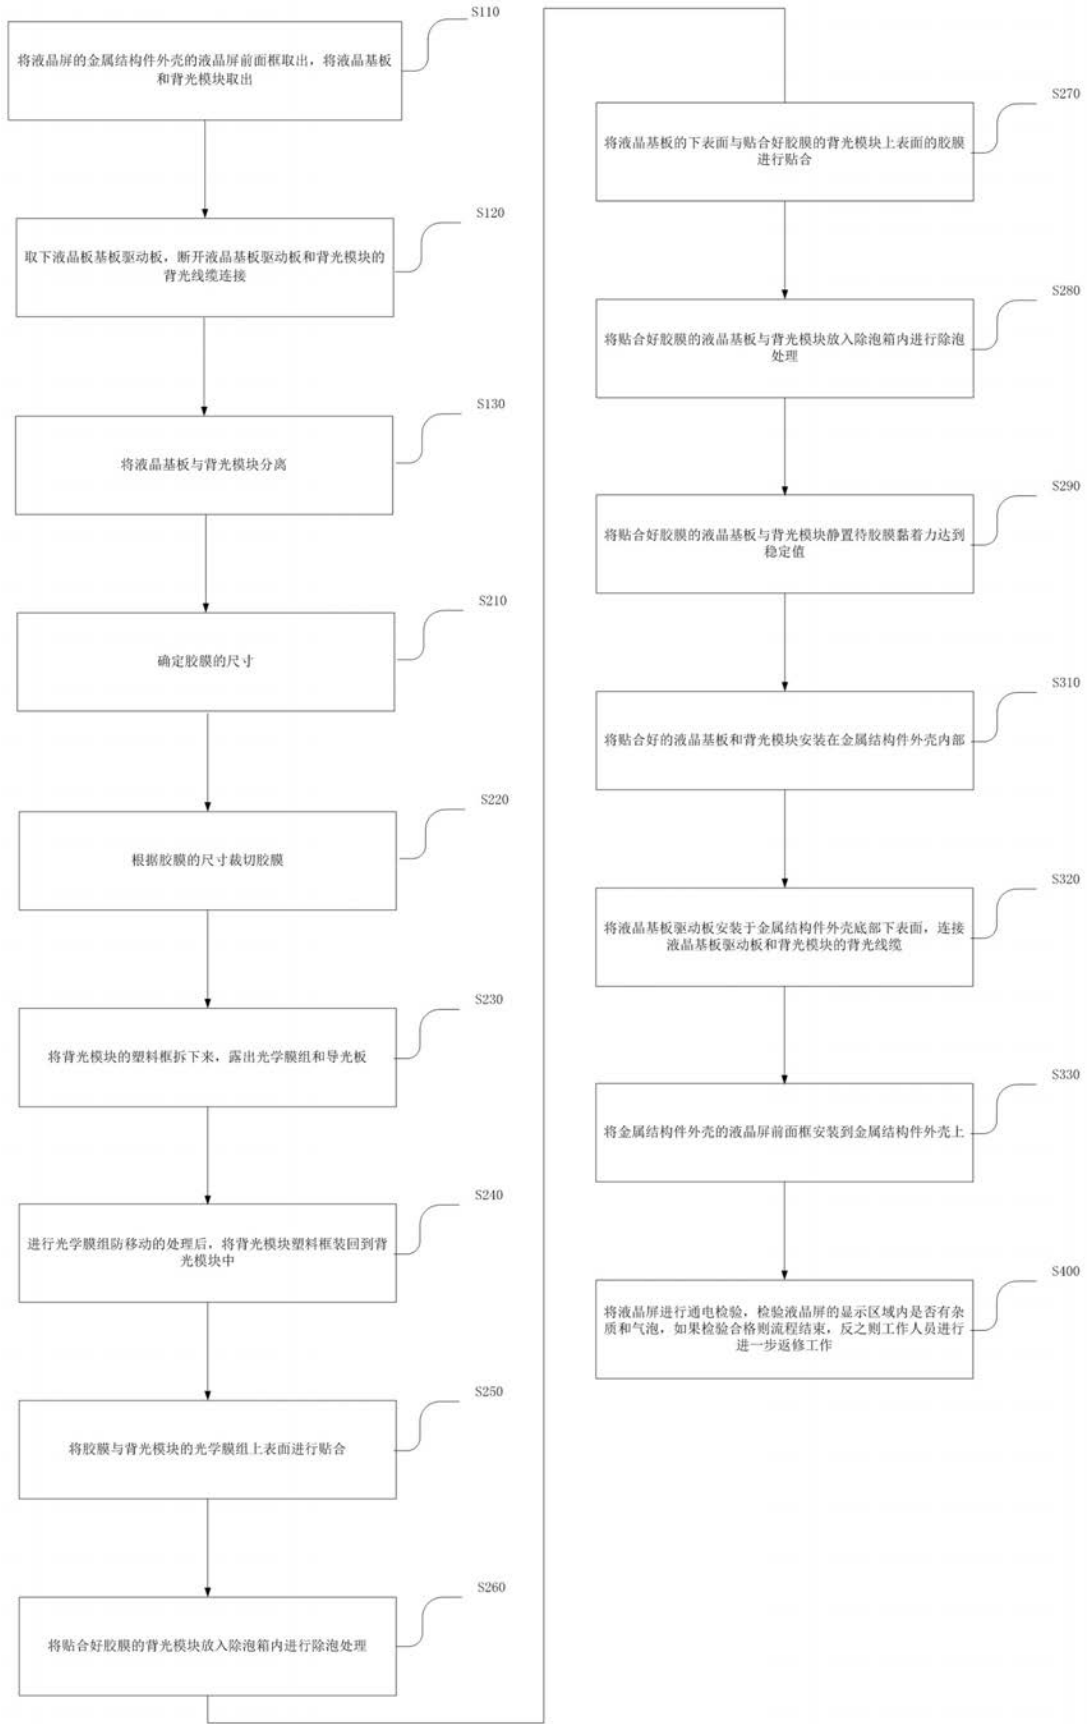 S110
将液晶屏的金属结构件外壳的液晶屏前面框取出，将液晶基板
和背光模块取出
S120
取下液晶板基板驱动板，断开液晶基板驱动板和背光模块的
背光线缆连接
S130
将液晶基板与背光模块分离
S210
确定胶膜的尺寸
S220
根据胶膜的尺寸裁切胶膜
S230
将背光模块的塑料框拆下来，露出光学膜组和导光板
S240
进行光学膜组防移动的处理后，将背光模块塑料框装回到背
光模块中
S250
将胶膜与背光模块的光学膜组上表面进行贴合
S260
将贴合好胶膜的背光模块放入除泡箱内进行除泡处理
S270
将液晶基板的下表面与贴合好胶膜的背光模块上表面的胶膜
进行贴合
S280
将贴合好胶膜的液晶基板与背光模块放入除泡箱内进行除泡
处理
S290
将贴合好胶膜的液晶基板与背光模块静置待胶膜黏着力达到
稳定值
S310
将贴合好的液晶基板和背光模块安装在金属结构件外壳内部
S320
将液晶基板驱动板安装于金属结构件外壳底部下表面，连接
液晶基板驱动板和背光模块的背光线缆
S330
将金属结构件外壳的液晶屏前面框安装到金属结构件外壳上
S400
将液晶屏进行通电检验，检验液晶屏的显示区域内是否有杂
质和气泡，如果检验合格则流程结束，反之则工作人员进行
进一步返修工作